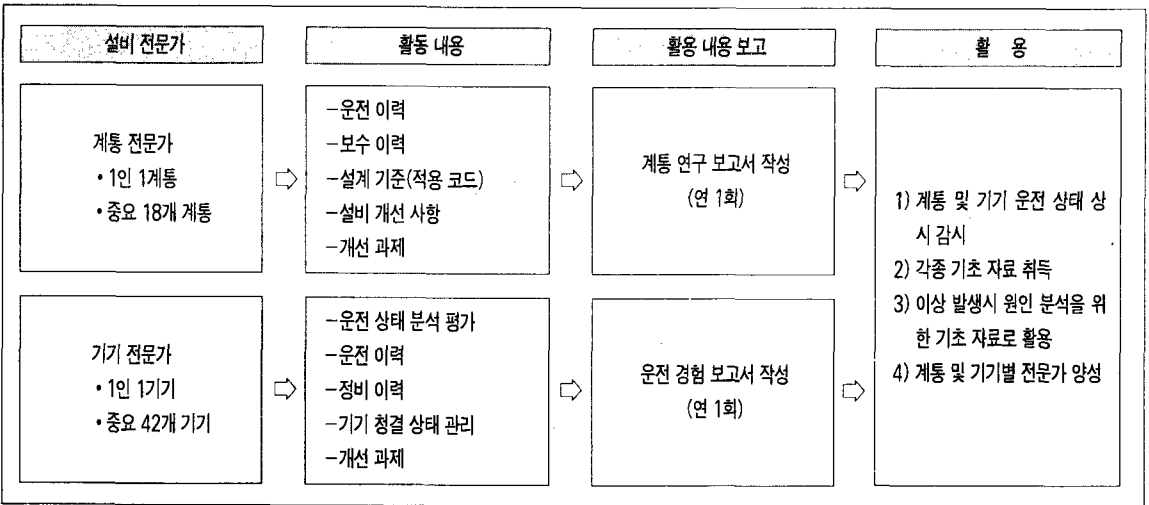 설비 전문가
활동 내용
활용 내용 보고
활 용
계통 전문가
• 1인 1계통
• 중요 18개 계통
-운전 이력
-보수 이력
-설계 기준(적용 코드)
-설비 개선 사항
-개선 과제
계통 연구 보고서 작성
(연 1회)
기기 전문가
• 1인 1기기
• 중요 42개 기기
-운전 상태 분석 평가
-운전 이력
-정비 이력
-기기 청결 상태 관리
-개선 과제
운전 경험 보고서 작성
(연 1회)
1) 계통 및 기기 운전 상태 상
시 감시
2) 각종 기초 자료 취득
3) 이상 발생시 원인 분석을 위
한 기초 자료로 활용
4) 계통 및 기기별 전문가 양성